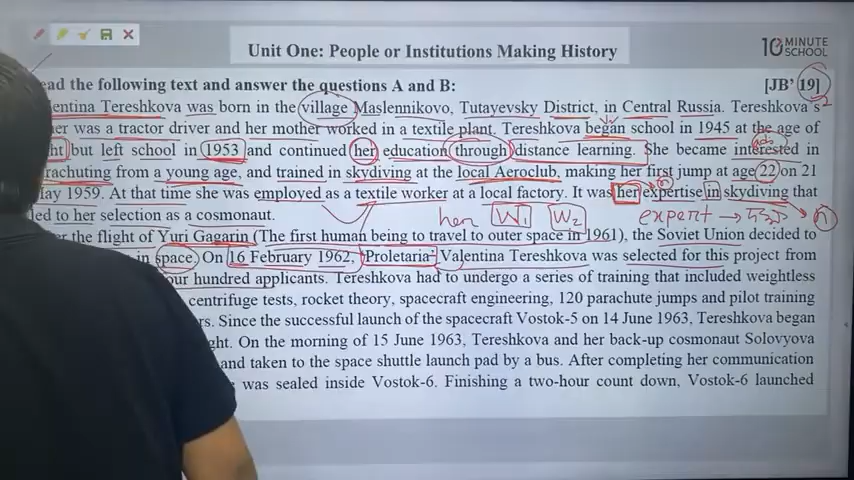 Unit One: People or Institutions Making History
10 MINUTE SCHOOL
ead the following text and answer the questions A and B: [JB' 19]
entina Tereshkova was born in the village Maslennikovo, Tutayevsky District, in Central Russia. Tereshkova's
er was a tractor driver and her mother worked in a textile plant. Tereshkova began school in 1945 at the age of
ht but left school in 1953 and continued her education through distance learning. She became interested in
rachuting from a young age, and trained in skydiving at the local Aeroclub, making her first jump at age 22 on 21
lay 1959. At that time she was employed as a textile worker at a local factory. It was her expertise in skydiving that
led to her selection as a cosmonaut.
her W1 W2 expert → n
er the flight of Yuri Gagarin (The first human being to travel to outer space in 1961), the Soviet Union decided to
in space. On 16 February 1962, Proletaria Valentina Tereshkova was selected for this project from
our hundred applicants. Tereshkova had to undergo a series of training that included weightless
centrifuge tests, rocket theory, spacecraft engineering, 120 parachute jumps and pilot training
rs. Since the successful launch of the spacecraft Vostok-5 on 14 June 1963, Tereshkova began
ght. On the morning of 15 June 1963, Tereshkova and her back-up cosmonaut Solovyova
and taken to the space shuttle launch pad by a bus. After completing her communication
was sealed inside Vostok-6. Finishing a two-hour count down, Vostok-6 launched